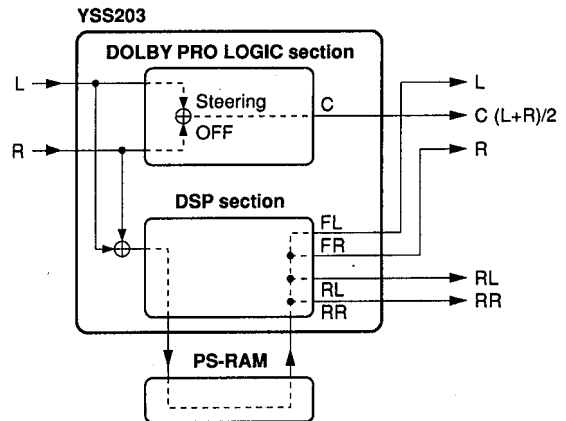 YSS203
DOLBY PRO LOGIC section
L
Steering
C
L
C (L+R)/2
OFF
R
R
DSP section
FL
FR
RL
RL
RR
RR
PS-RAM